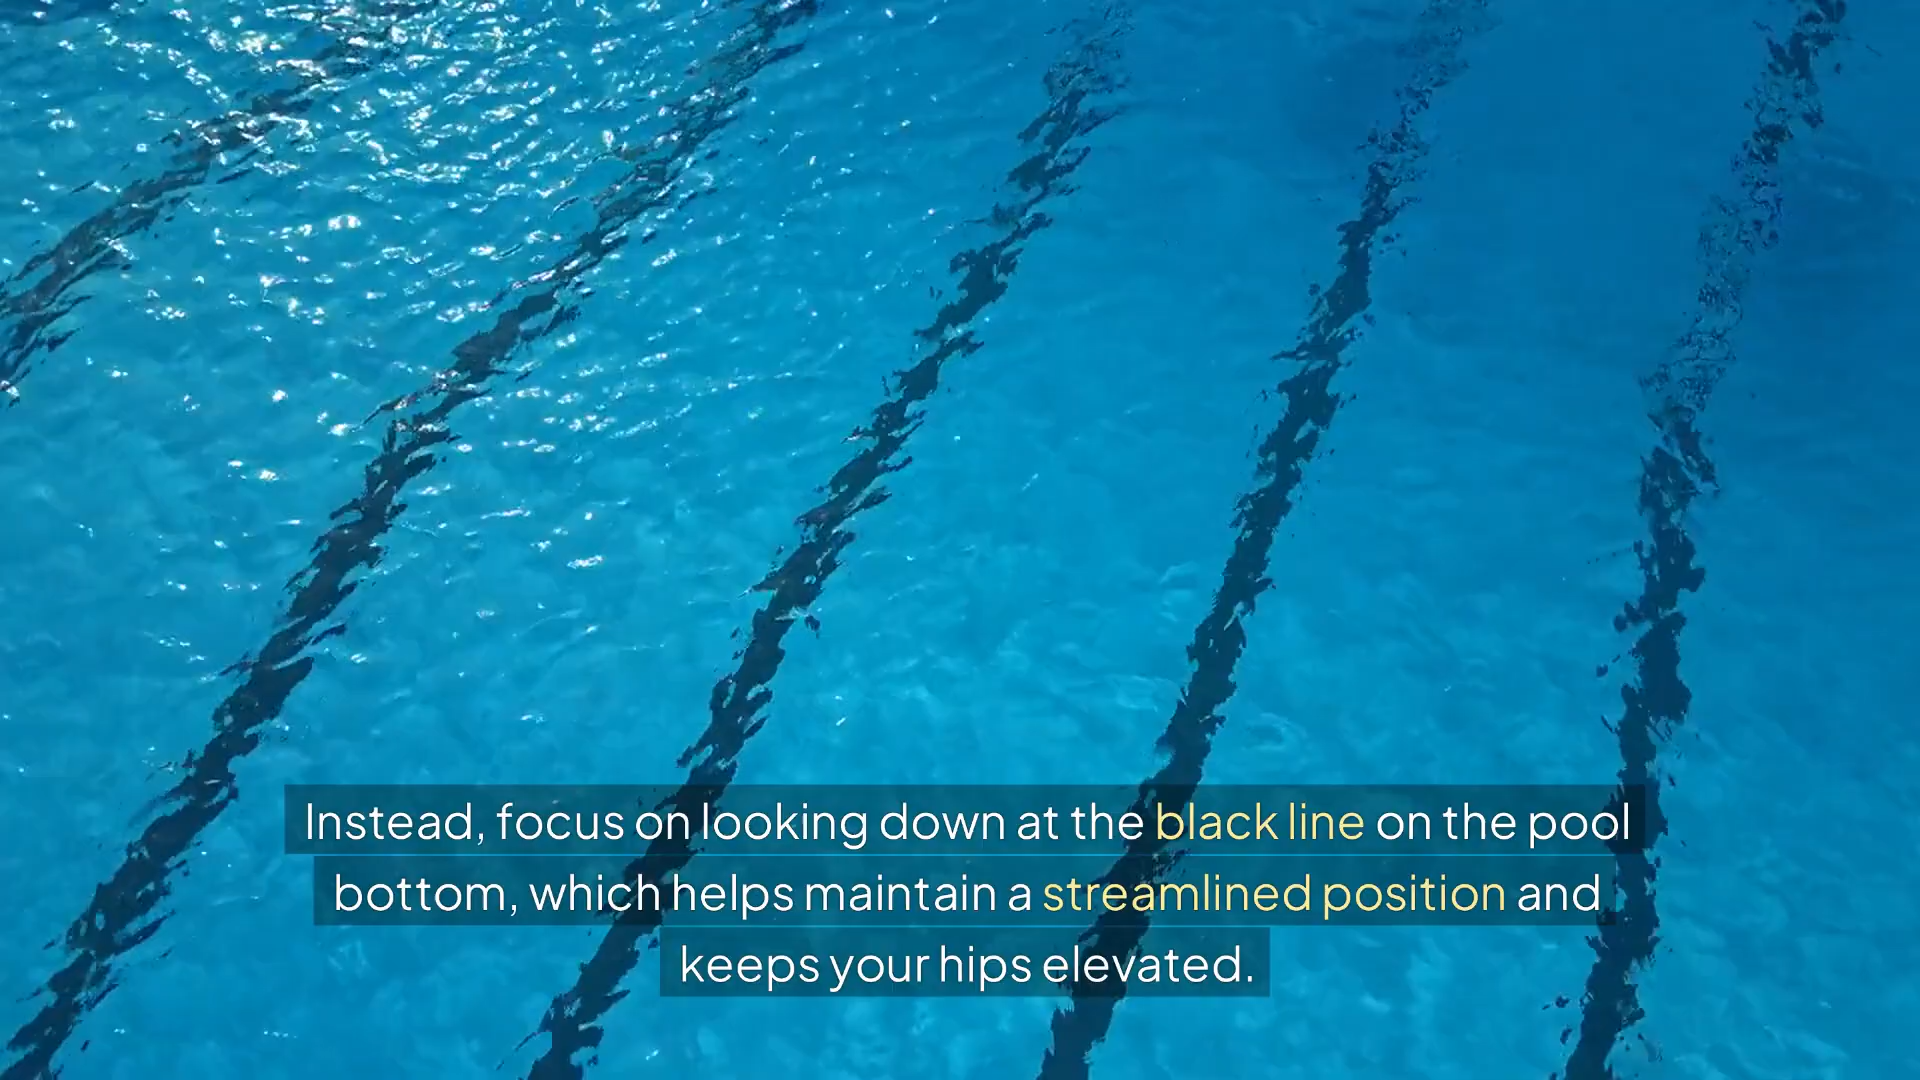 Instead, focus on looking down at the black line on the pool
bottom, which helps maintain a streamlined position and
keeps your hips elevated.